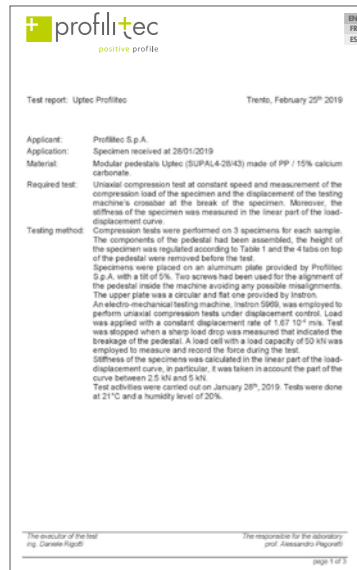 profilitec
positive profile
EN
FR
ES
Test report: Uptec Profilitec Trento, February 25th 2019
Applicant: Profilitec S.p.A.
Application: Specimen received at 28/01/2019
Material: Modular pedestals Uptec (SUPAL4-28/43) made of PP / 15% calcium
carbonate.
Required test: Uniaxial compression test at constant speed and measurement of the
compression load of the specimen and the displacement of the testing
machine's crossbar at the break of the specimen. Moreover, the
stiffness of the specimen was measured in the linear part of the load-
displacement curve.
Testing method: Compression tests were performed on 3 specimens for each sample.
The components of the pedestal had been assembled, the height of
the specimen was regulated according to Table 1 and the 4 tabs on top
of the pedestal were removed before the test.
Specimens were placed on an aluminum plate provided by Profilitec
S.p.A. with a tilt of 5%. Two screws had been used for the alignment of
the pedestal inside the machine avoiding any possible misalignments.
The upper plate was a circular and flat one provided by Instron.
An electro-mechanical testing machine, Instron 5969, was employed to
perform uniaxial compression tests under displacement control. Load
was applied with a constant displacement rate of 1.67 10-4 m/s. Test
was stopped when a sharp load drop was measured that indicated the
breakage of the pedestal. A load cell with a load capacity of 50 kN was
employed to measure and record the force during the test.
Stiffness of the specimens was calculated in the linear part of the load-
displacement curve, in particular, it was taken in account the part of the
curve between 2.5 kN and 5 kN.
Test activities were carried out on January 28th, 2019. Tests were done
at 21°C and a humidity level of 20%.
The executor of the test The responsible for the laboratory
ing. Daniele Rigotti prof. Alessandro Pegoretti
page 1 of 3